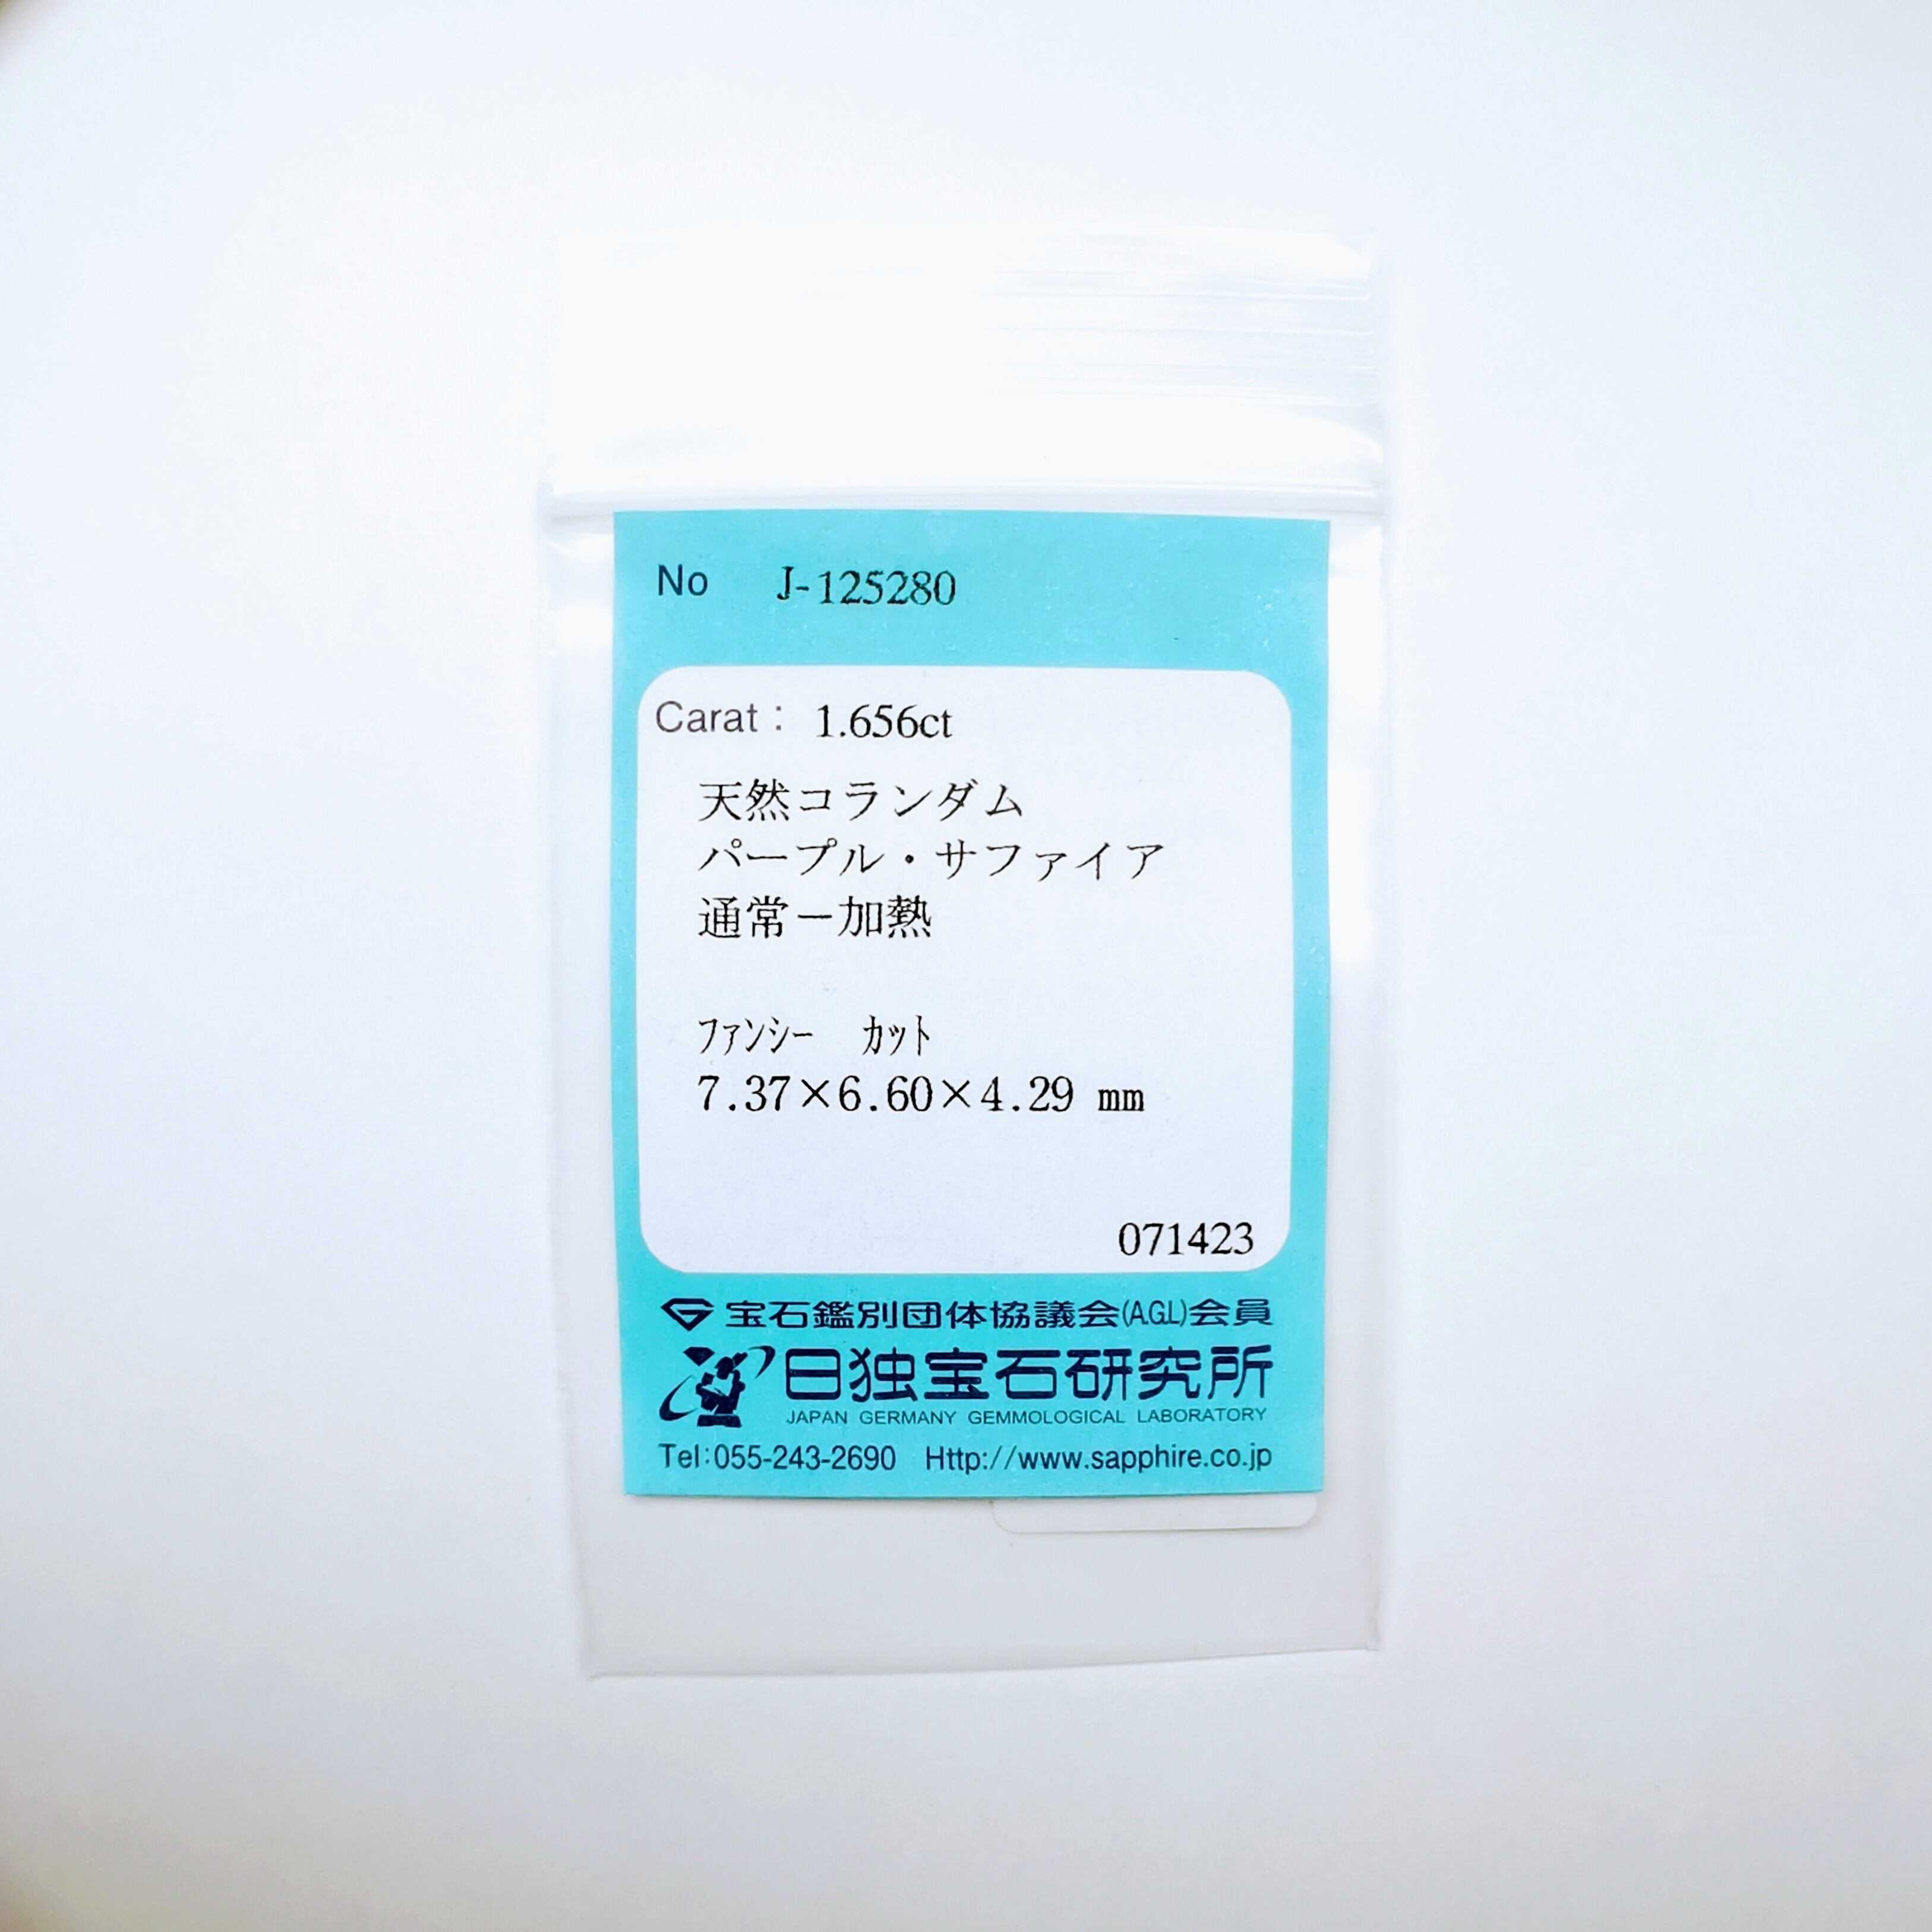 No J-125280
Carat: 1.656ct
天然コランダム
パープル・サファイア
通常－加熱
ﾌｧﾝｼｰ ｶｯﾄ
7.37×6.60×4.29 mm
071423
宝石鑑別団体協議会(A.G.L)会員
日独宝石研究所
JAPAN GERMANY GEMMOLOGICAL LABORATORY
Tel:055-243-2690 Http://www.sapphire.co.jp